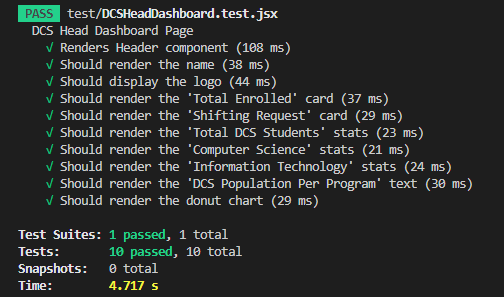 PASS test/DCSHeadDashboard.test.jsx
DCS Head Dashboard Page
√ Renders Header component (108 ms)
√ Should render the name (38 ms)
√ Should display the logo (44 ms)
√ Should render the 'Total Enrolled' card (37 ms)
√ Should render the 'Shifting Request' card (29 ms)
√ Should render the 'Total DCS Students' stats (23 ms)
√ Should render the 'Computer Science' stats (21 ms)
√ Should render the 'Information Technology' stats (24 ms)
√ Should render the 'DCS Population Per Program' text (30 ms)
√ Should render the donut chart (29 ms)
Test Suites: 1 passed, 1 total
Tests: 10 passed, 10 total
Snapshots: 0 total
Time: 4.717 s